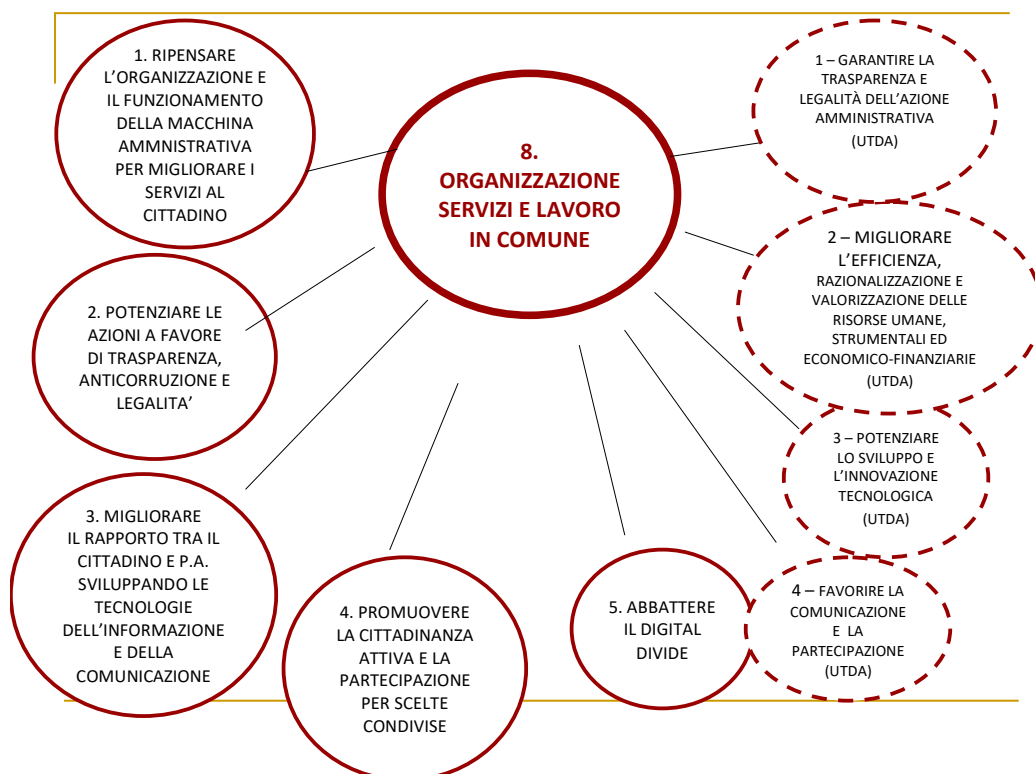 1. RIPENSARE
L'ORGANIZZAZIONE E
IL FUNZIONAMENTO
DELLA MACCHINA
AMMNISTRATIVA
PER MIGLIORARE I
SERVIZI AL
CITTADINO
8.
ORGANIZZAZIONE
SERVIZI E LAVORO
IN COMUNE
1 – GARANTIRE LA
TRASPARENZA E
LEGALITÀ DELL'AZIONE
AMMINISTRATIVA
(UTDA)
2. POTENZIARE LE
AZIONI A FAVORE
DI TRASPARENZA,
ANTICORRUZIONE E
LEGALITA'
2 – MIGLIORARE
L'EFFICIENZA,
RAZIONALIZZAZIONE E
VALORIZZAZIONE DELLE
RISORSE UMANE,
STRUMENTALI ED
ECONOMICO-FINANZIARIE
(UTDA)
3 – POTENZIARE
LO SVILUPPO E
L'INNOVAZIONE
TECNOLOGICA
(UTDA)
3. MIGLIORARE
IL RAPPORTO TRA IL
CITTADINO E P.A.
SVILUPPANDO LE
TECNOLOGIE
DELL'INFORMAZIONE
E DELLA
COMUNICAZIONE
4. PROMUOVERE
LA CITTADINANZA
ATTIVA E LA
PARTECIPAZIONE
PER SCELTE
CONDIVISE
5. ABBATTERE
IL DIGITAL
DIVIDE
4 – FAVORIRE LA
COMUNICAZIONE
E LA
PARTECIPAZIONE
(UTDA)